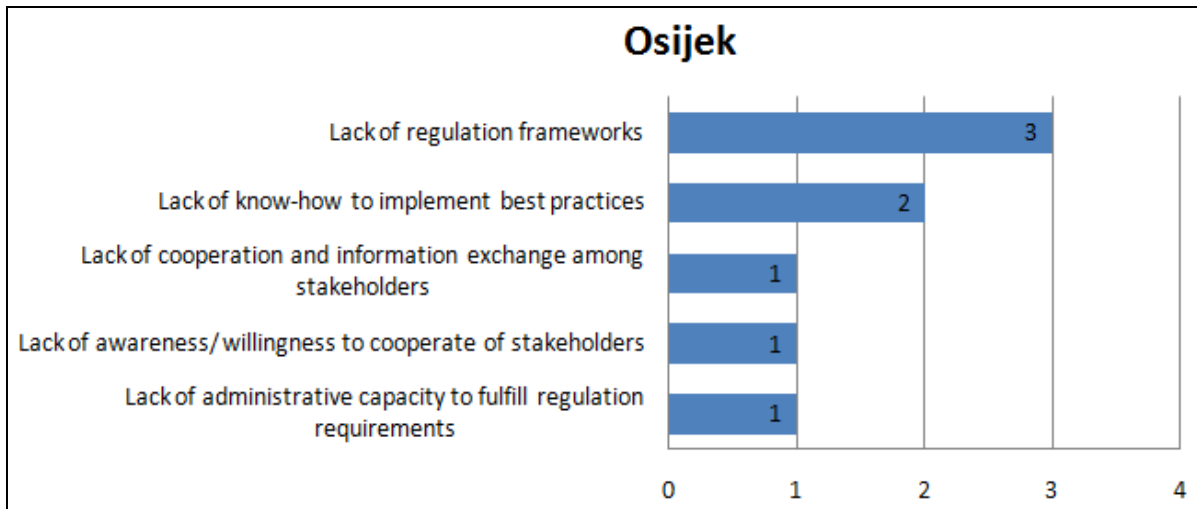 Osijek
Lack of regulation frameworks
3
Lack of know-how to implement best practices
2
Lack of cooperation and information exchange among
stakeholders
1
Lack of awareness/willingness to cooperate of stakeholders
1
Lack of administrative capacity to fulfill regulation
requirements
1
0 1 2 3 4